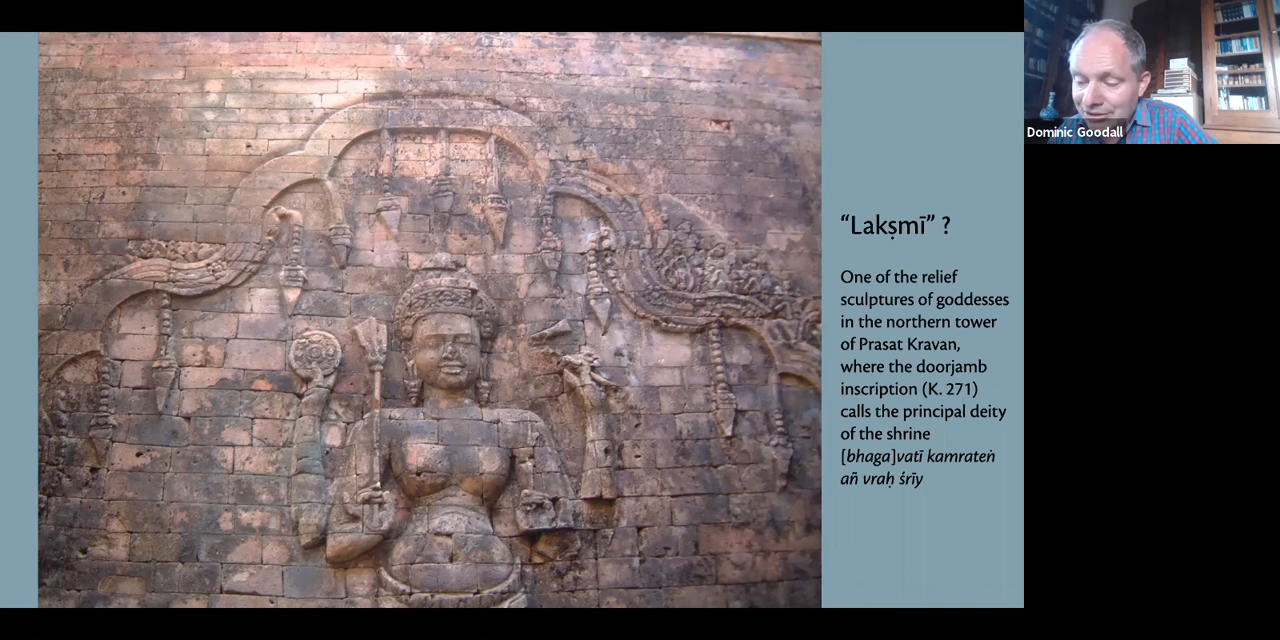 “Lakṣmī” ?
One of the relief
sculptures of goddesses
in the northern tower
of Prasat Kravan,
where the doorjamb
inscription (K. 271)
calls the principal deity
of the shrine
[bhaga]vatī kamrateṅ
añ vraḥ śrīy
Dominic Goodall